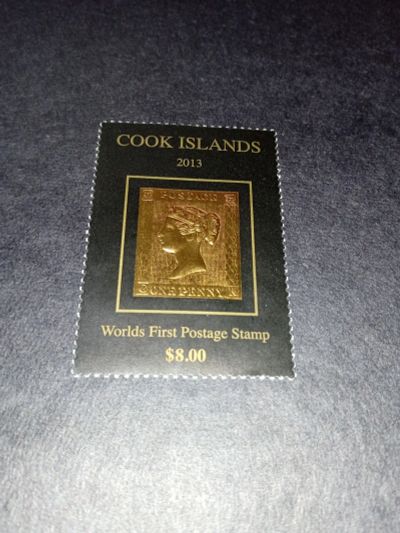 COOK ISLANDS
2013
POSTAGE
ONE PENNY
Worlds First Postage Stamp
$8.00